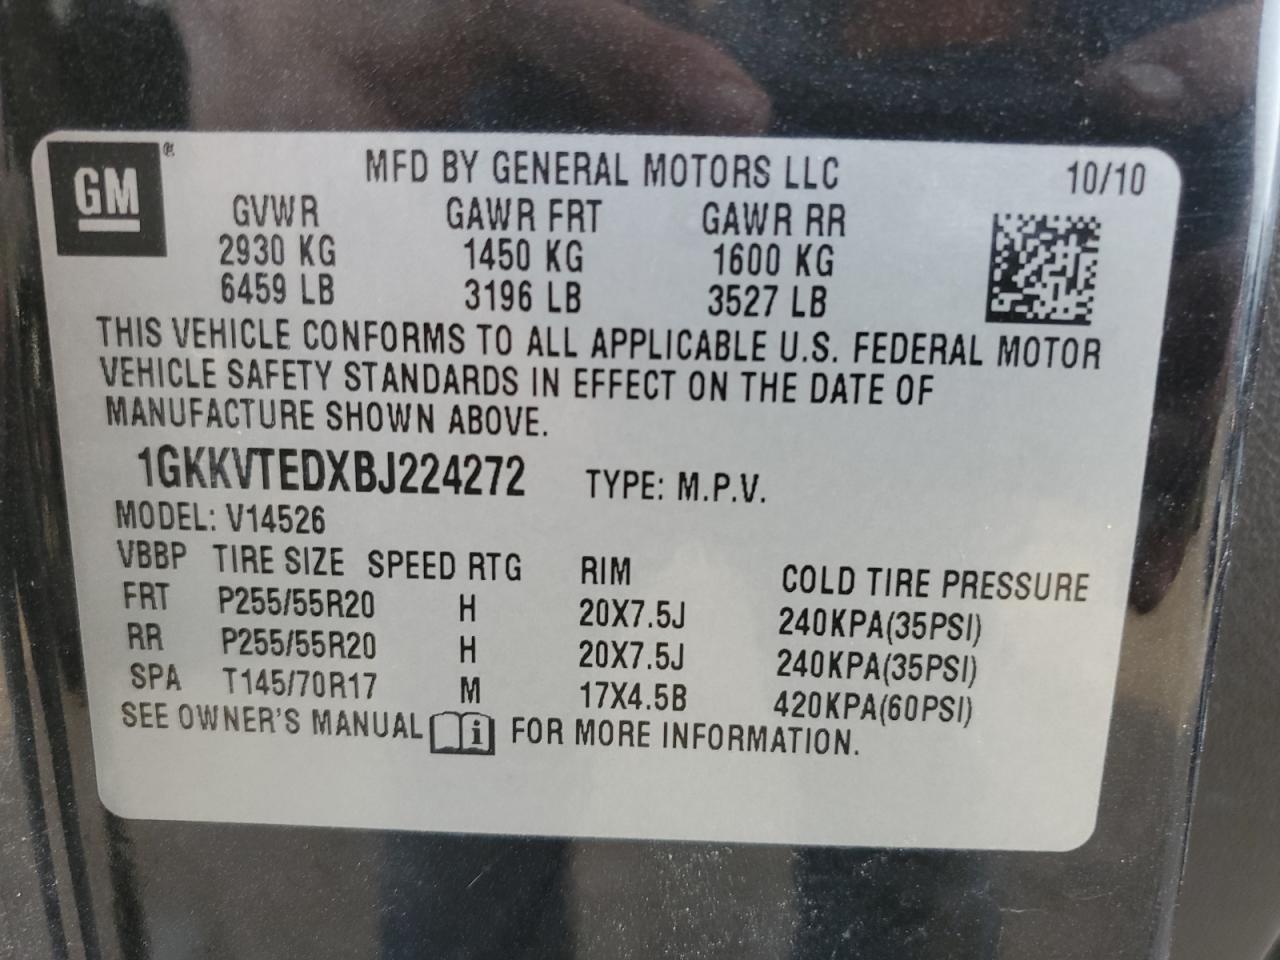 GM®
MFD BY GENERAL MOTORS LLC 10/10
GVWR GAWR FRT GAWR RR
2930 KG 1450 KG 1600 KG
6459 LB 3196 LB 3527 LB
THIS VEHICLE CONFORMS TO ALL APPLICABLE U.S. FEDERAL MOTOR
VEHICLE SAFETY STANDARDS IN EFFECT ON THE DATE OF
MANUFACTURE SHOWN ABOVE.
1GKKVTEDXBJ224272 TYPE: M.P.V.
MODEL: V14526
VBBP TIRE SIZE SPEED RTG RIM COLD TIRE PRESSURE
FRT P255/55R20 H 20X7.5J 240KPA(35PSI)
RR P255/55R20 H 20X7.5J 240KPA(35PSI)
SPA T145/70R17 M 17X4.5B 420KPA(60PSI)
SEE OWNER'S MANUAL i FOR MORE INFORMATION.